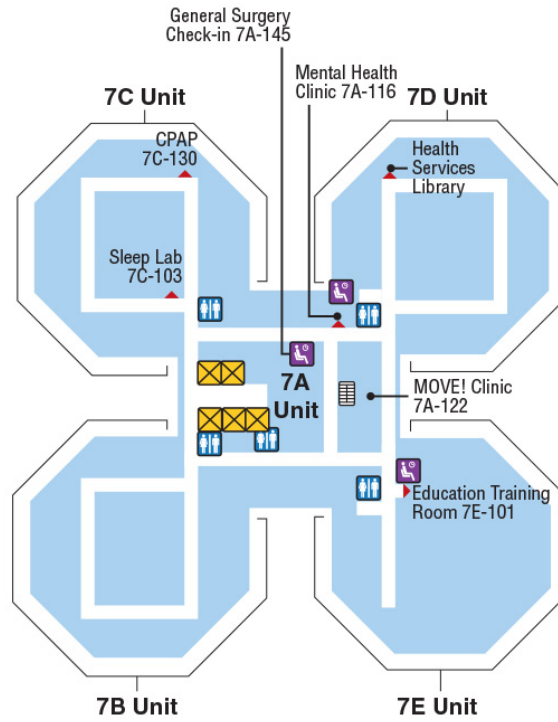 General Surgery
Check-in 7A-145
Mental Health
Clinic 7A-116
7C Unit
7D Unit
CPAP
7C-130
Health
Services
Library
Sleep Lab
7C-103
7A
Unit
MOVE! Clinic
7A-122
Education Training
Room 7E-101
7B Unit
7E Unit